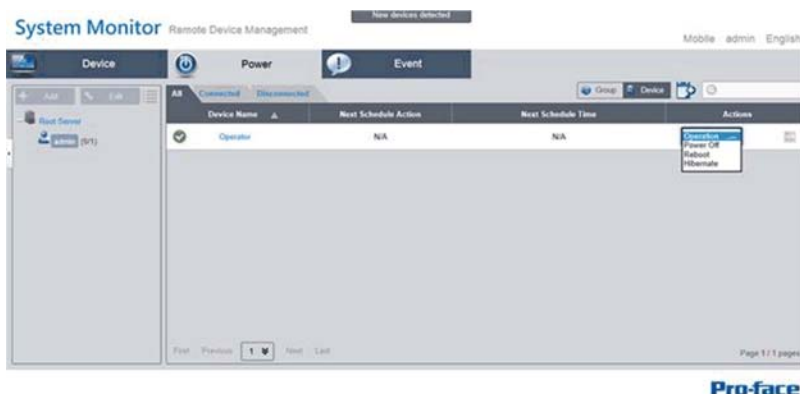 New devices detected
System Monitor Remote Device Management
Mobile admin English
Device Power Event
Add Edit All Connected Disconnected Group Device
Root Server
admin (0/1)
Device Name Next Schedule Action Next Schedule Time Actions
Operator N/A N/A Operation
Power Off
Reboot
Hibernate
First Previous 1 Next Last Page 1 / 1 pages
Pro-face